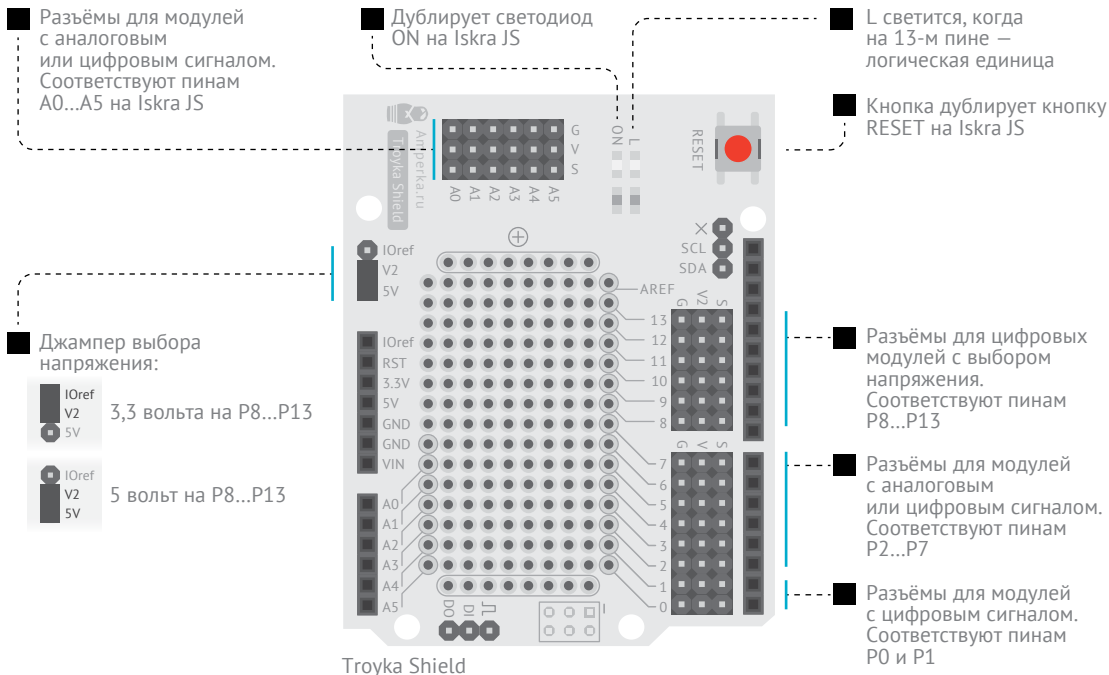 Разъёмы для модулей
с аналоговым
или цифровым сигналом.
Соответствуют пинам
A0...A5 на Iskra JS
Дублирует светодиод
ON на Iskra JS
L светится, когда
на 13-м пине —
логическая единица
Кнопка дублирует кнопку
RESET на Iskra JS
Amperka.ru
Troyka Shield
G
V
S
A0 A1 A2 A3 A4 A5
ON
L
RESET
SCL
SDA
IOref
V2
5V
AREF
G V2 S
13
12
11
10
9
8
IOref
RST
3.3V
5V
GND
GND
VIN
G V S
7
6
5
4
3
2
1
0
A0
A1
A2
A3
A4
A5
DO
DI
1
Джампер выбора
напряжения:
IOref
V2
5V
3,3 вольта на P8...P13
IOref
V2
5V
5 вольт на P8...P13
Разъёмы для цифровых
модулей с выбором
напряжения.
Соответствуют пинам
P8...P13
Разъёмы для модулей
с аналоговым
или цифровым сигналом.
Соответствуют пинам
P2...P7
Разъёмы для модулей
с цифровым сигналом.
Соответствуют пинам
P0 и P1
Troyka Shield